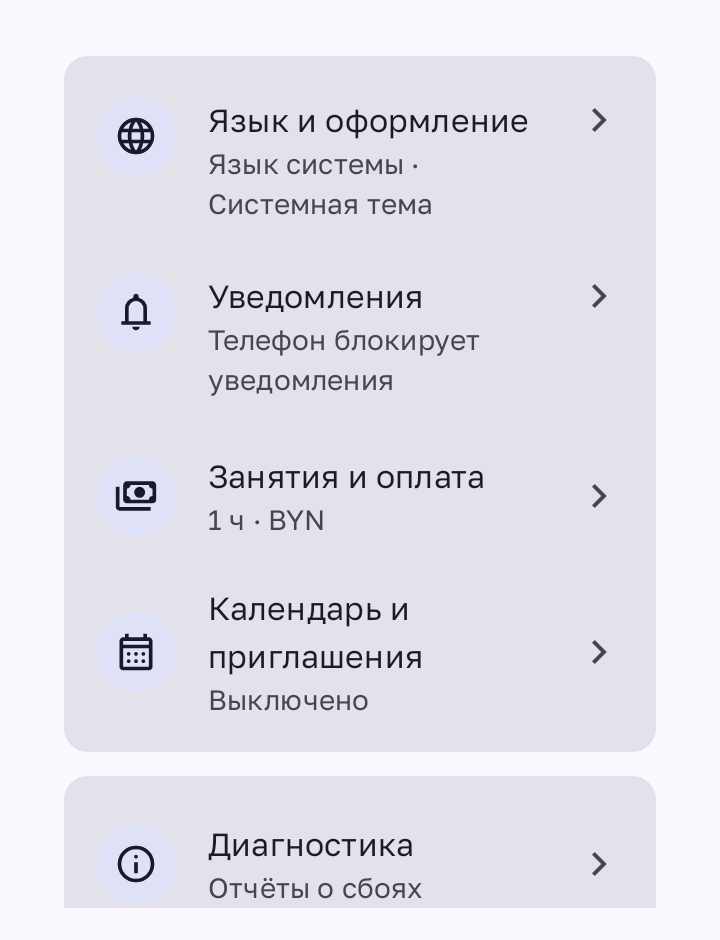 Язык и оформление
Язык системы ·
Системная тема
Уведомления
Телефон блокирует
уведомления
Занятия и оплата
1 ч · BYN
Календарь и
приглашения
Выключено
Диагностика
Отчёты о сбоях